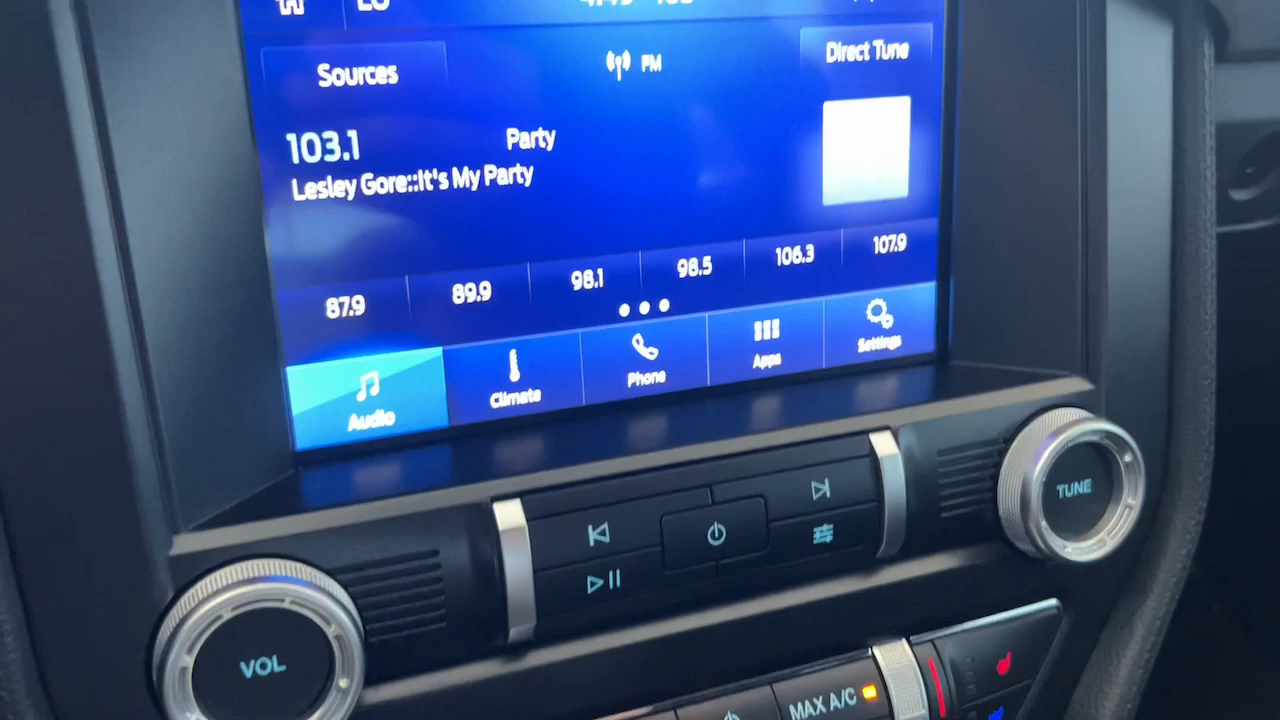 Sources
FM
Direct Tune
103.1
Party
Lesley Gore::It's My Party
87.9
89.9
98.1
98.5
106.3
107.9
Audio
Climate
Phone
Apps
Settings
TUNE
VOL
MAX A/C